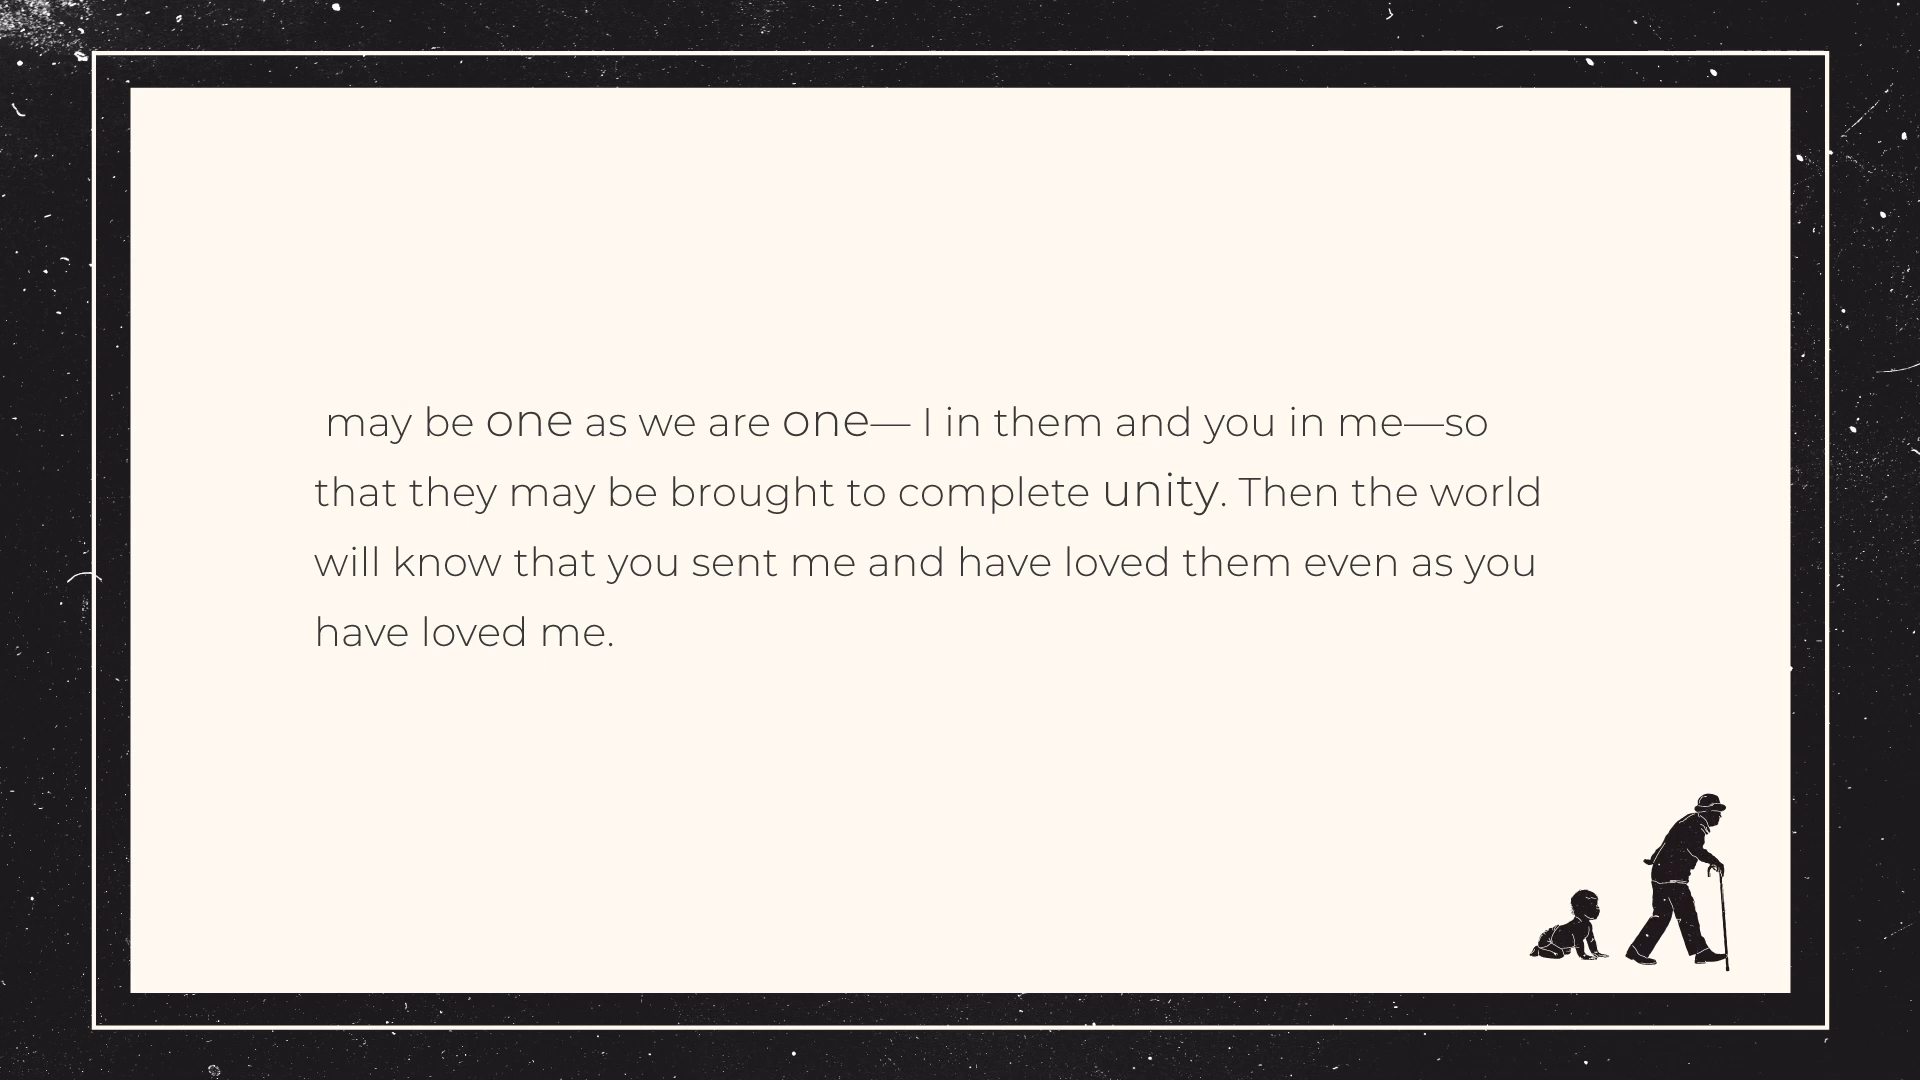 may be one as we are one— I in them and you in me—so
that they may be brought to complete unity. Then the world
will know that you sent me and have loved them even as you
have loved me.